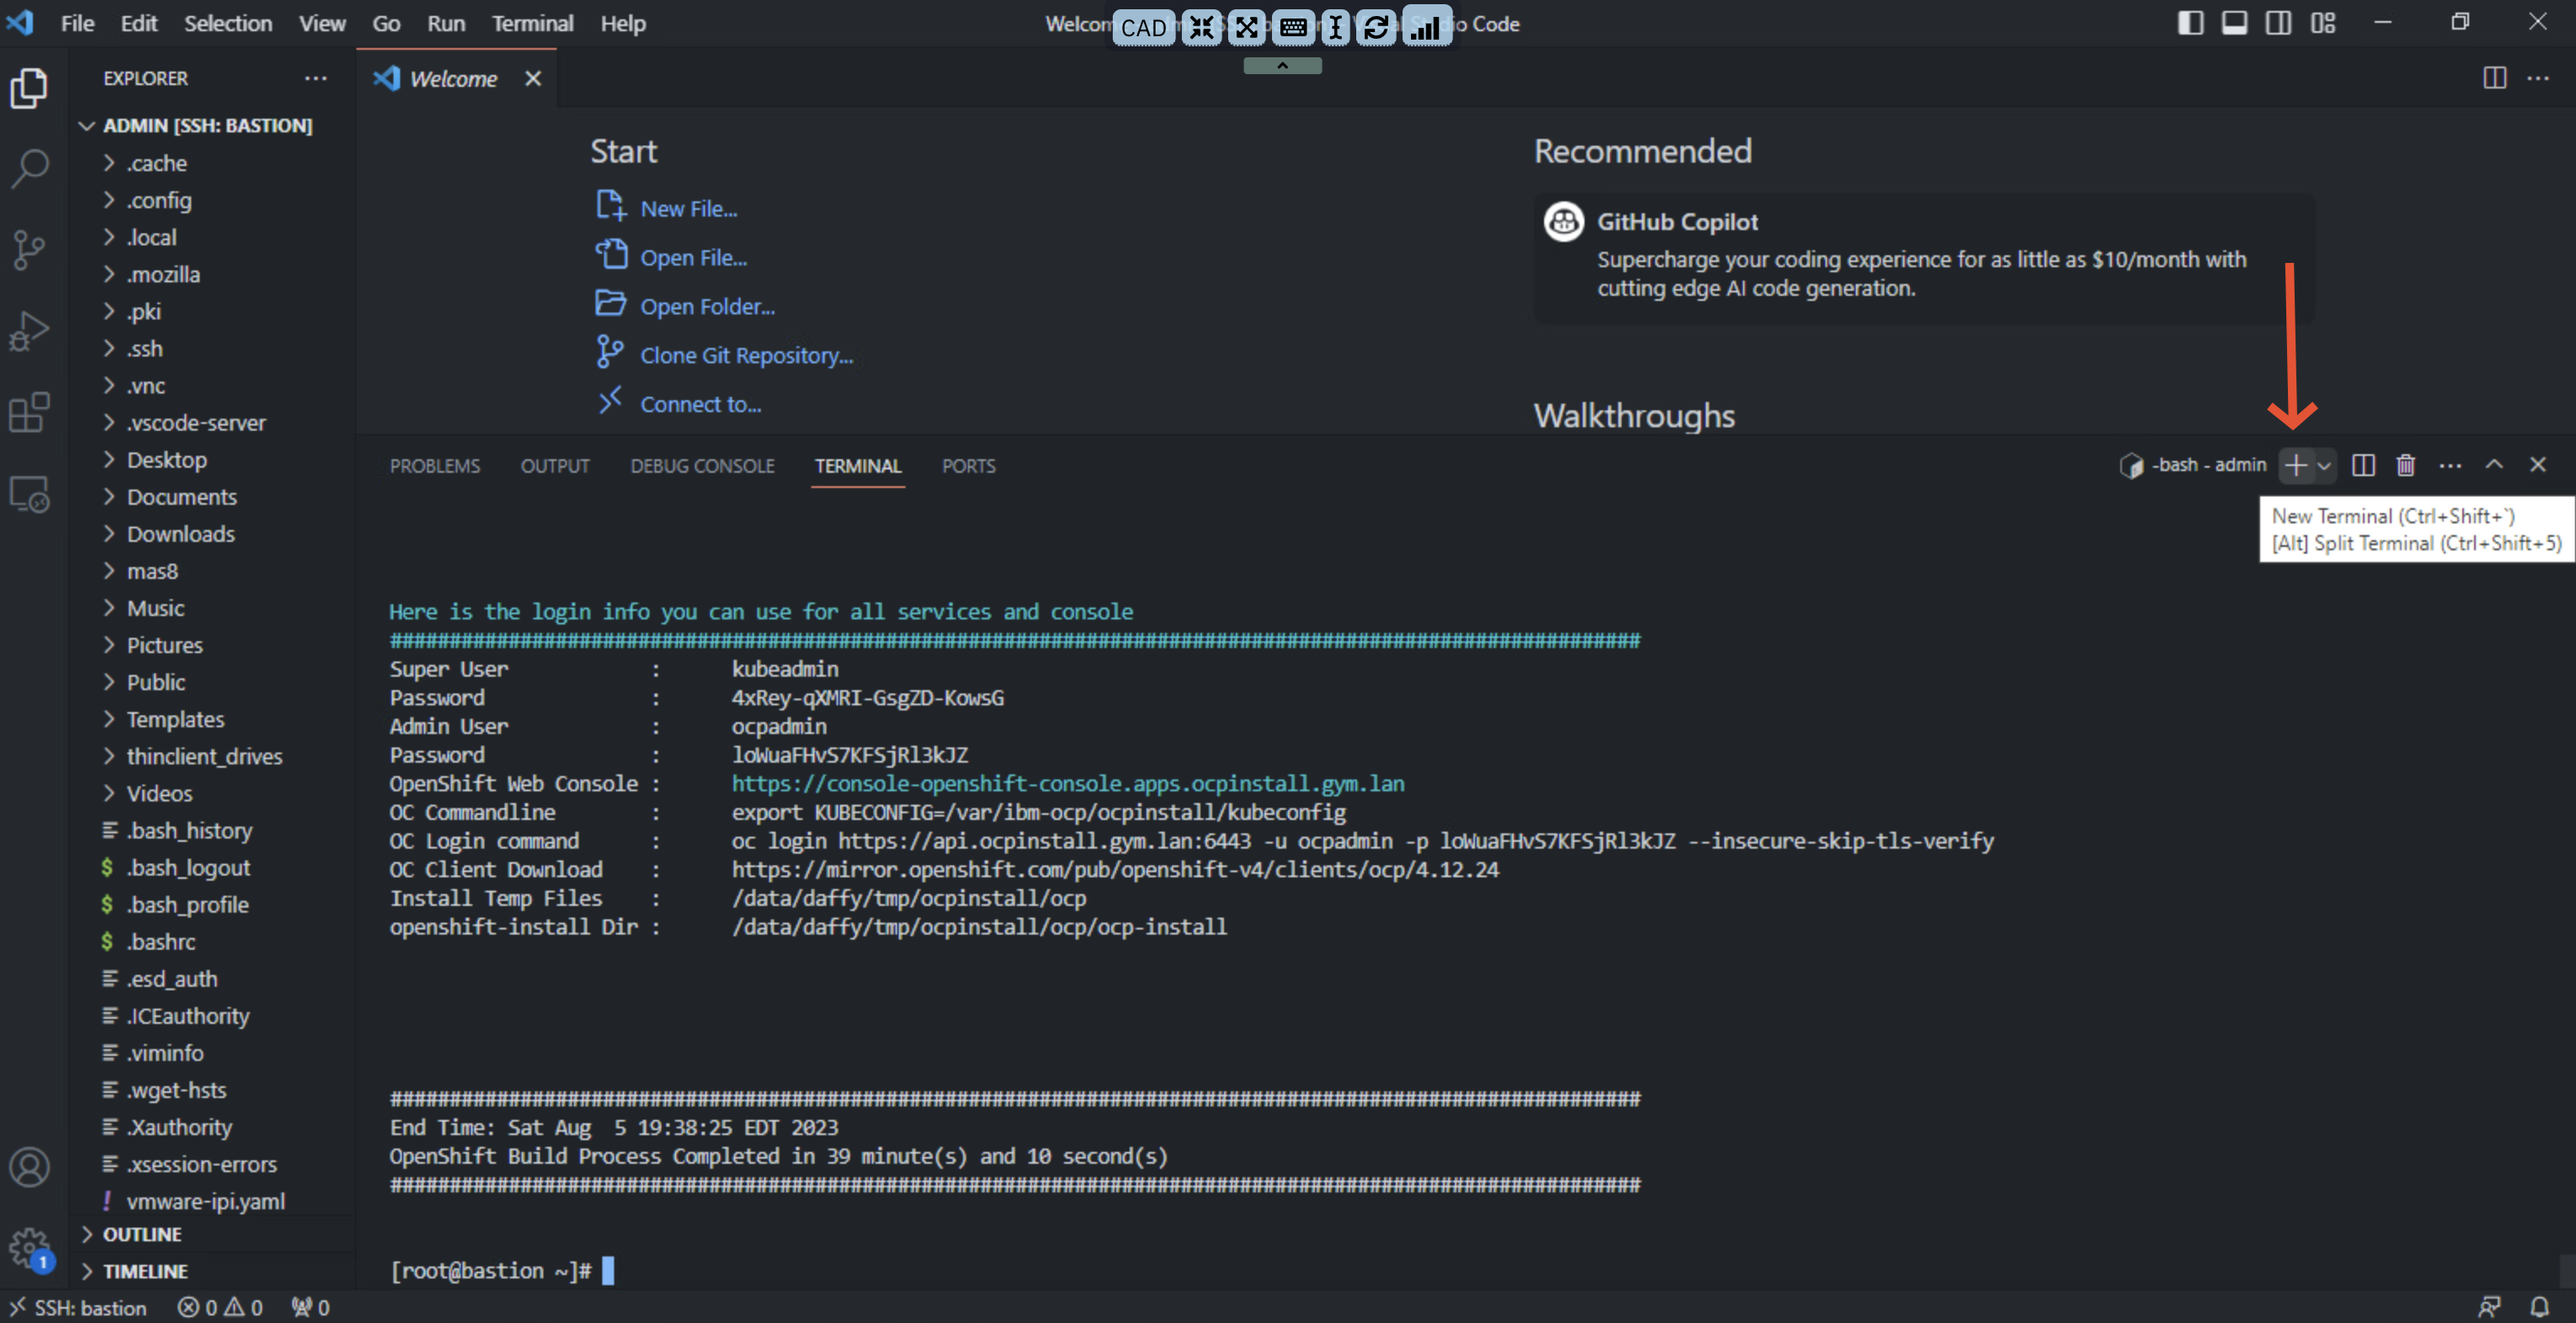 File Edit Selection View Go Run Terminal Help
Welcom
CAD
io Code
EXPLORER
Welcome
ADMIN [SSH: BASTION]
.cache
.config
.local
.mozilla
.pki
.ssh
.vnc
.vscode-server
Desktop
Documents
Downloads
mas8
Music
Pictures
Public
Templates
thinclient_drives
Videos
.bash_history
$ .bash_logout
$ .bash_profile
$ .bashrc
.esd_auth
.ICEauthority
.viminfo
.wget-hsts
.Xauthority
.xsession-errors
! vmware-ipi.yaml
OUTLINE
TIMELINE
Start
New File...
Open File...
Open Folder...
Clone Git Repository...
Connect to...
Recommended
GitHub Copilot
Supercharge your coding experience for as little as $10/month with
cutting edge AI code generation.
Walkthroughs
PROBLEMS OUTPUT DEBUG CONSOLE TERMINAL PORTS
-bash - admin
New Terminal (Ctrl+Shift+`)
[Alt] Split Terminal (Ctrl+Shift+5)
Here is the login info you can use for all services and console
##########################################################################################################
Super User : kubeadmin
Password : 4xRey-qXMRI-GsgZD-KowsG
Admin User : ocpadmin
Password : loWuaFHvS7KFSjRl3kJZ
OpenShift Web Console : https://console-openshift-console.apps.ocpinstall.gym.lan
OC Commandline : export KUBECONFIG=/var/ibm-ocp/ocpinstall/kubeconfig
OC Login command : oc login https://api.ocpinstall.gym.lan:6443 -u ocpadmin -p loWuaFHvS7KFSjRl3kJZ --insecure-skip-tls-verify
OC Client Download : https://mirror.openshift.com/pub/openshift-v4/clients/ocp/4.12.24
Install Temp Files : /data/daffy/tmp/ocpinstall/ocp
openshift-install Dir : /data/daffy/tmp/ocpinstall/ocp/ocp-install
##########################################################################################################
End Time: Sat Aug  5 19:38:25 EDT 2023
OpenShift Build Process Completed in 39 minute(s) and 10 second(s)
##########################################################################################################
[root@bastion ~]#
1
SSH: bastion 0 0 0